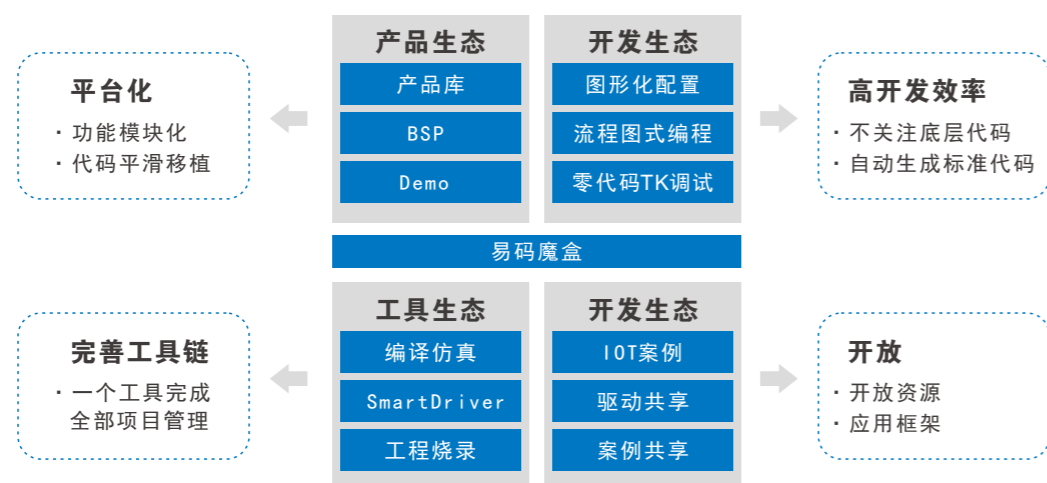 平台化
· 功能模块化
· 代码平滑移植
产品生态
产品库
BSP
Demo
开发生态
图形化配置
流程图式编程
零代码TK调试
高开发效率
· 不关注底层代码
· 自动生成标准代码
易码魔盒
完善工具链
· 一个工具完成
全部项目管理
工具生态
编译仿真
SmartDriver
工程烧录
开发生态
IOT案例
驱动共享
案例共享
开放
· 开放资源
· 应用框架